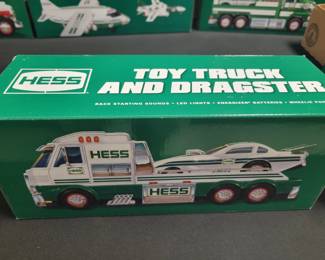 HESS
TOY TRUCK
AND DRAGSTER
RACE STARTING SOUNDS • LED LIGHTS • ENERGIZER® BATTERIES • WHEELIE
HESS
HESS